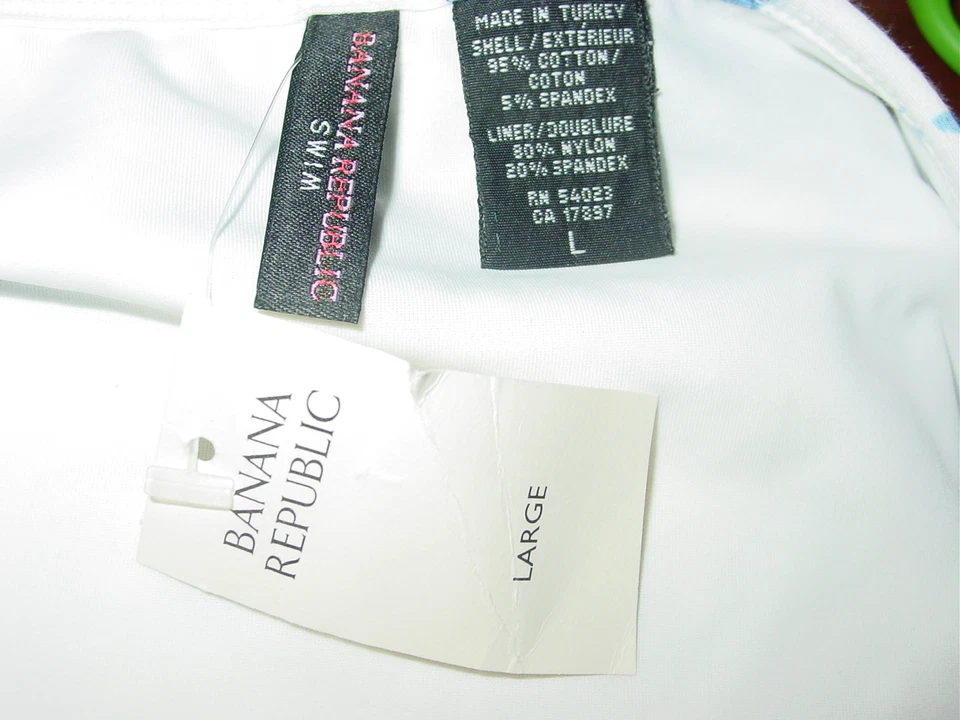 BANANA REPUBLIC
SWIM
MADE IN TURKEY
SHELL/EXTÉRIEUR
95% COTTON/
COTON
5% SPANDEX
LINER/DOUBLURE
80% NYLON
20% SPANDEX
RN 54023
CA 17897
L
BANANA
REPUBLIC
LARGE